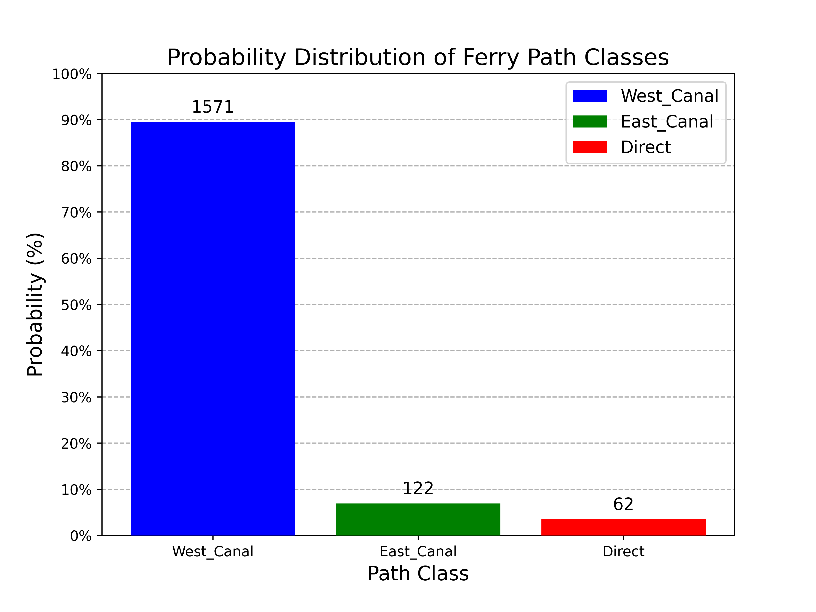 Probability Distribution of Ferry Path Classes
100%
90%
80%
70%
60%
50%
40%
30%
20%
10%
0%
Probability (%)
1571
122
62
West_Canal
East_Canal
Direct
West_Canal
East_Canal
Direct
Path Class